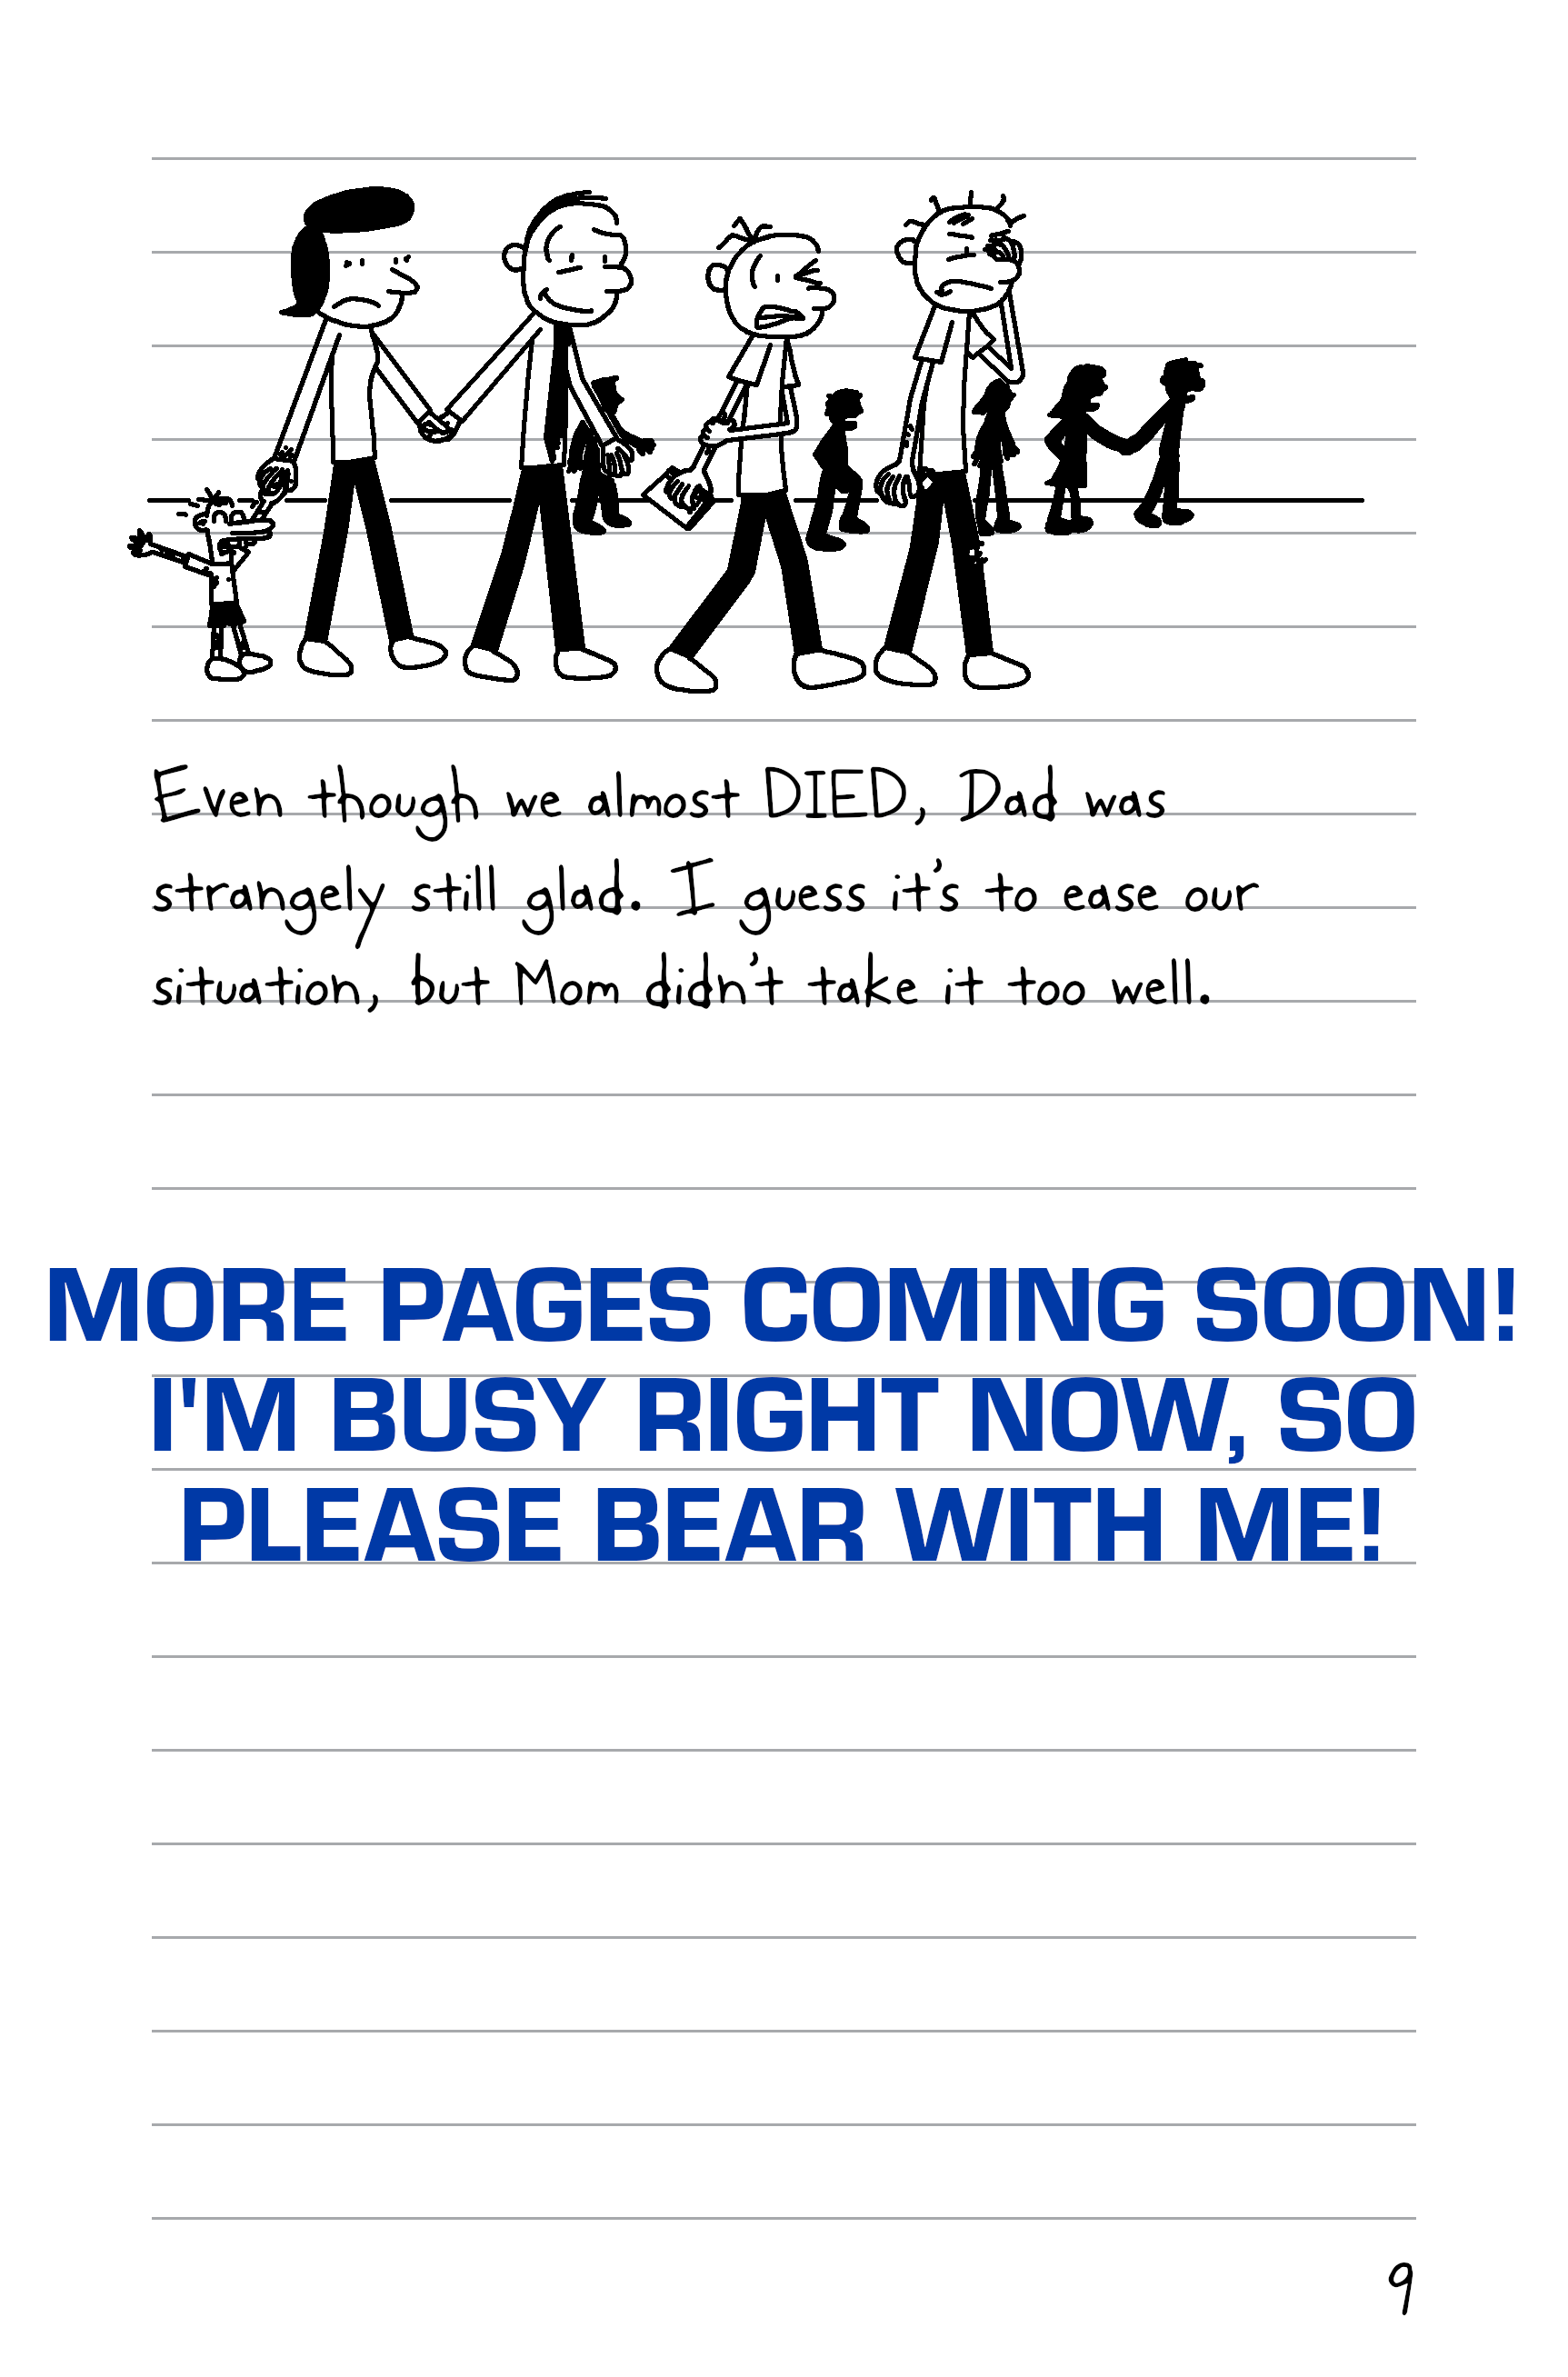 Even though we almost DIED, Dad was
strangely still glad. I guess it's to ease our
situation, but Mom didn't take it too well.
MORE PAGES COMING SOON!
I'M BUSY RIGHT NOW, SO
PLEASE BEAR WITH ME!
9